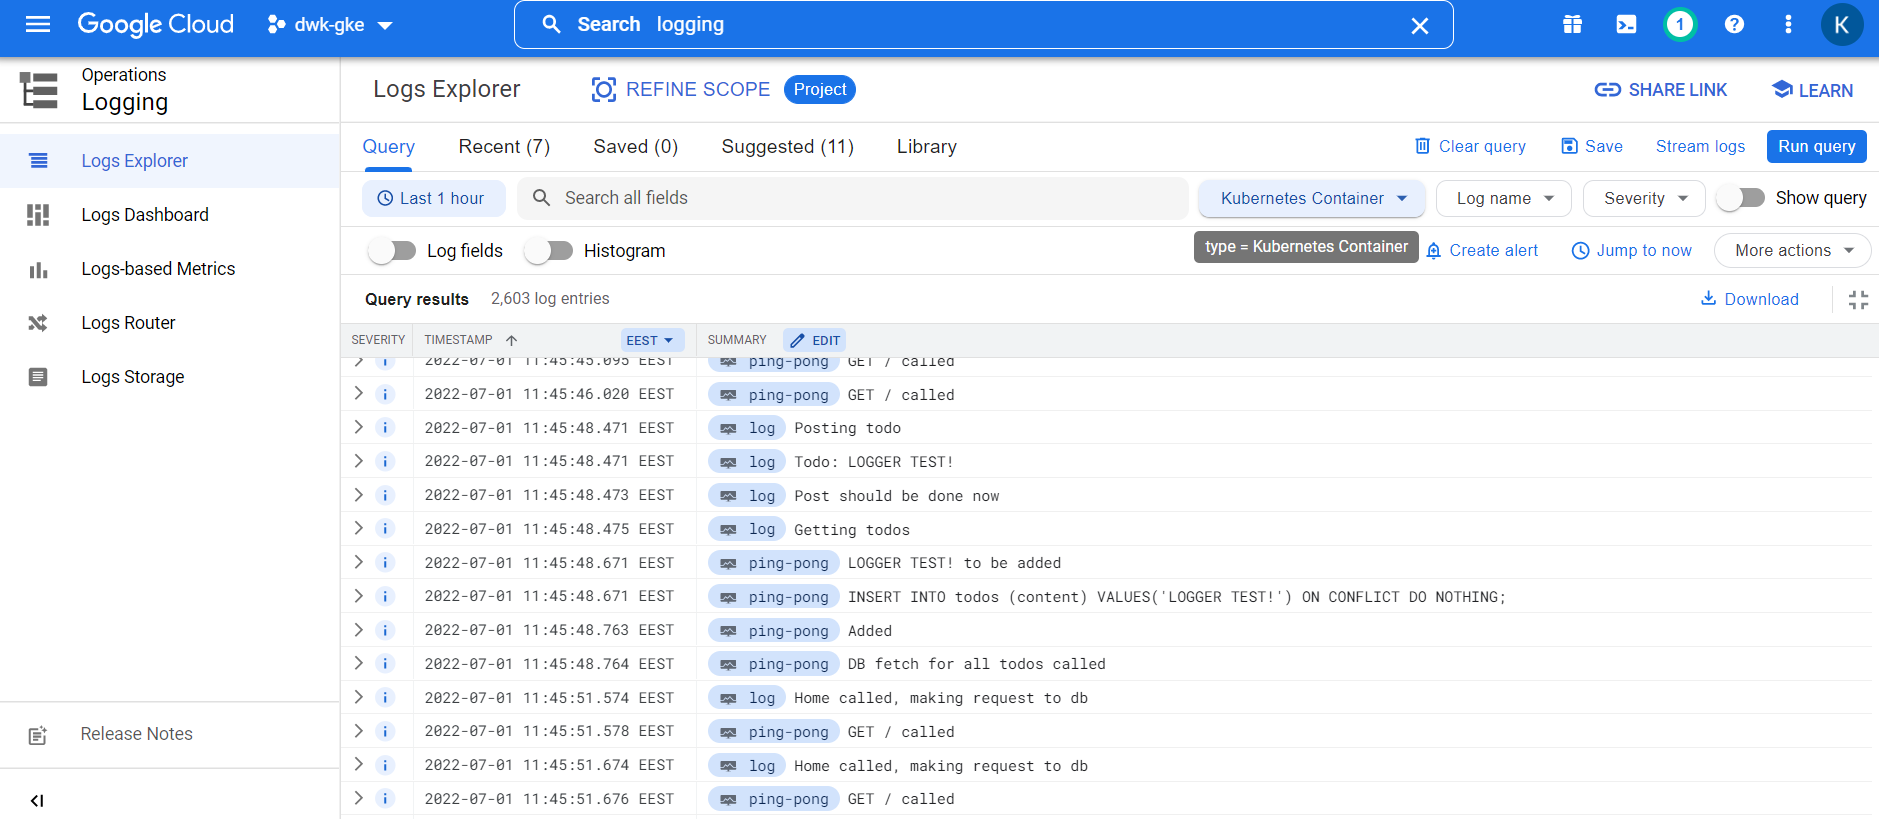 Google Cloud dwk-gke Search logging 1 K
Operations
Logging
Logs Explorer REFINE SCOPE Project SHARE LINK LEARN
Query Recent (7) Saved (0) Suggested (11) Library Clear query Save Stream logs Run query
Last 1 hour Search all fields Kubernetes Container Log name Severity Show query
Log fields Histogram type = Kubernetes Container Create alert Jump to now More actions
Query results 2,603 log entries Download
SEVERITY TIMESTAMP EEST SUMMARY EDIT
2022-07-01 11:45:45.095 EEST ping-pong GET / called
2022-07-01 11:45:46.020 EEST ping-pong GET / called
2022-07-01 11:45:48.471 EEST log Posting todo
2022-07-01 11:45:48.471 EEST log Todo: LOGGER TEST!
2022-07-01 11:45:48.473 EEST log Post should be done now
2022-07-01 11:45:48.475 EEST log Getting todos
2022-07-01 11:45:48.671 EEST ping-pong LOGGER TEST! to be added
2022-07-01 11:45:48.671 EEST ping-pong INSERT INTO todos (content) VALUES('LOGGER TEST!') ON CONFLICT DO NOTHING;
2022-07-01 11:45:48.763 EEST ping-pong Added
2022-07-01 11:45:48.764 EEST ping-pong DB fetch for all todos called
2022-07-01 11:45:51.574 EEST log Home called, making request to db
2022-07-01 11:45:51.578 EEST ping-pong GET / called
2022-07-01 11:45:51.674 EEST log Home called, making request to db
2022-07-01 11:45:51.676 EEST ping-pong GET / called
Logs Explorer
Logs Dashboard
Logs-based Metrics
Logs Router
Logs Storage
Release Notes